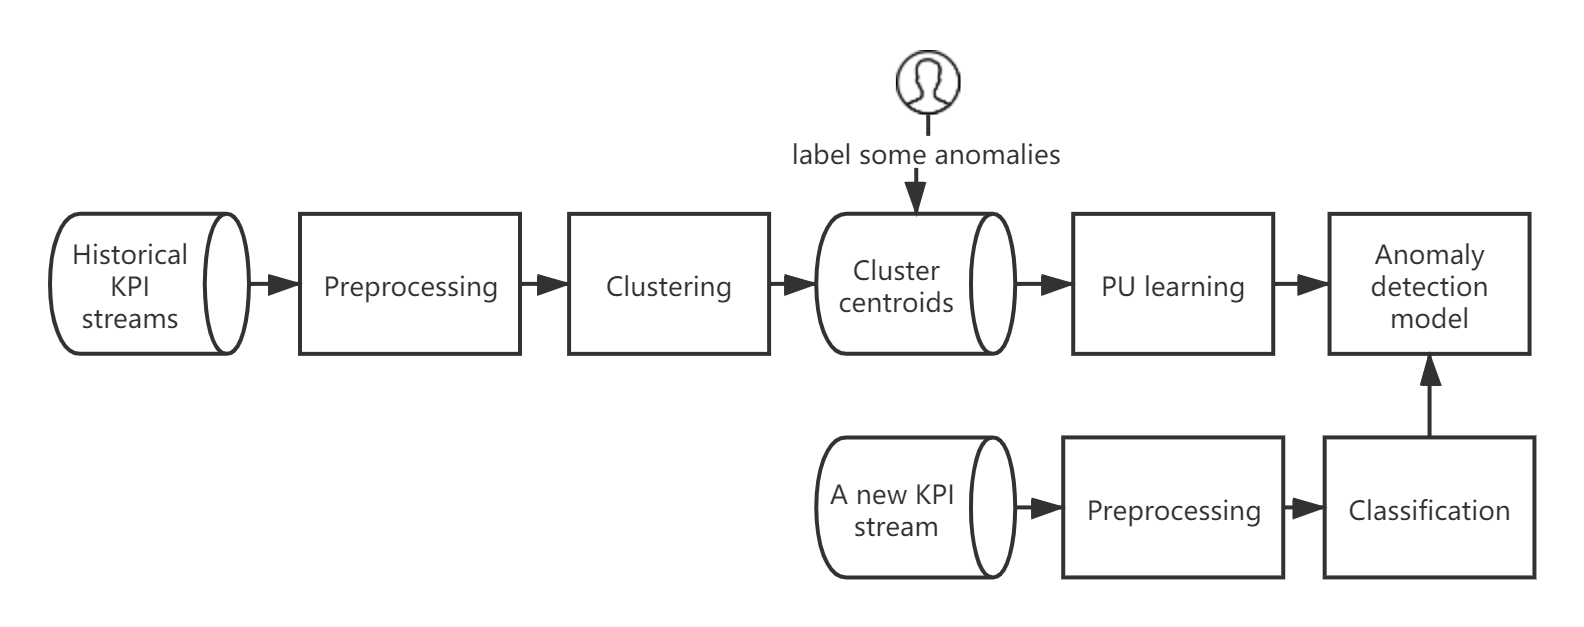 label some anomalies
Historical
KPI
streams
Preprocessing
Clustering
Cluster
centroids
PU learning
Anomaly
detection
model
A new KPI
stream
Preprocessing
Classification